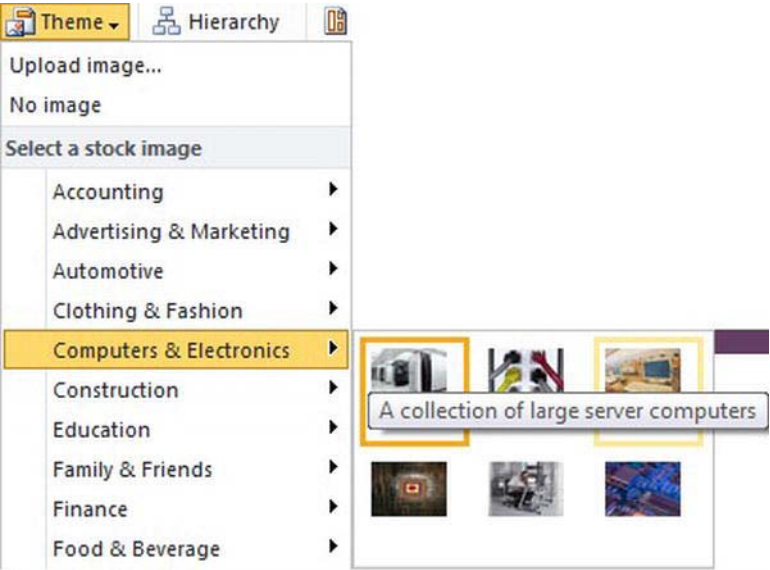 Theme Hierarchy
Upload image...
No image
Select a stock image
Accounting
Advertising & Marketing
Automotive
Clothing & Fashion
Computers & Electronics
A collection of large server computers
Construction
Education
Family & Friends
Finance
Food & Beverage